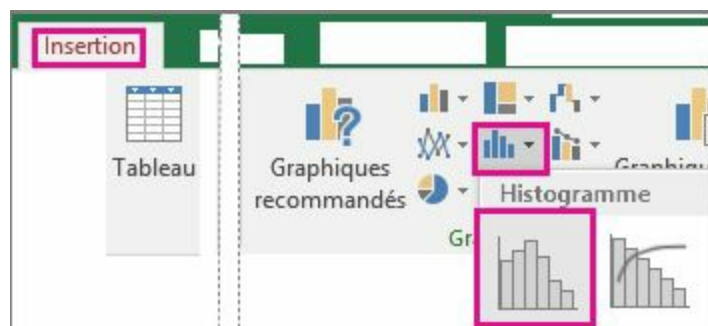 Insertion
Tableau
Graphiques
recommandés
Histogramme